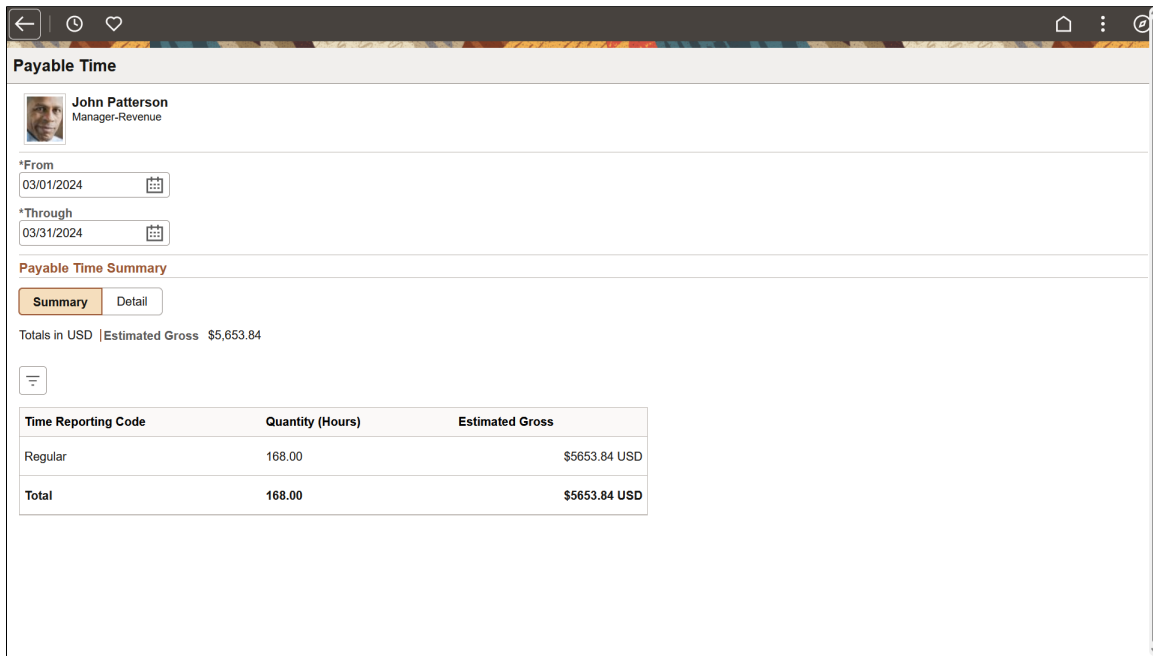 Payable Time
John Patterson
Manager-Revenue
*From
03/01/2024
*Through
03/31/2024
Payable Time Summary
Summary Detail
Totals in USD | Estimated Gross $5,653.84
Time Reporting Code Quantity (Hours) Estimated Gross
Regular 168.00 $5653.84 USD
Total 168.00 $5653.84 USD